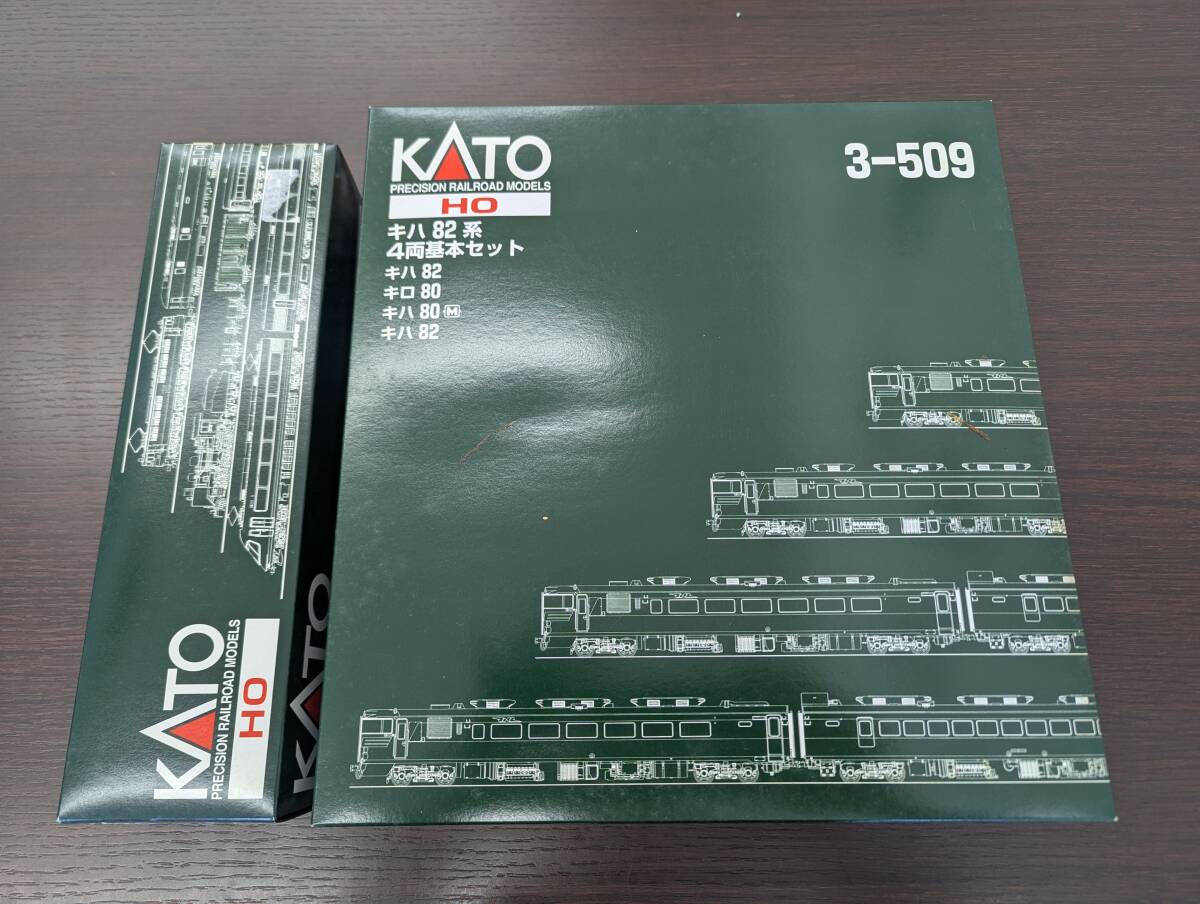 KATO
PRECISION RAILROAD MODELS
HO
3-509
キハ 82 系
4両基本セット
キハ 82
キロ 80
キハ 80 M
キハ 82
KATO
PRECISION RAILROAD MODELS
HO
KATO